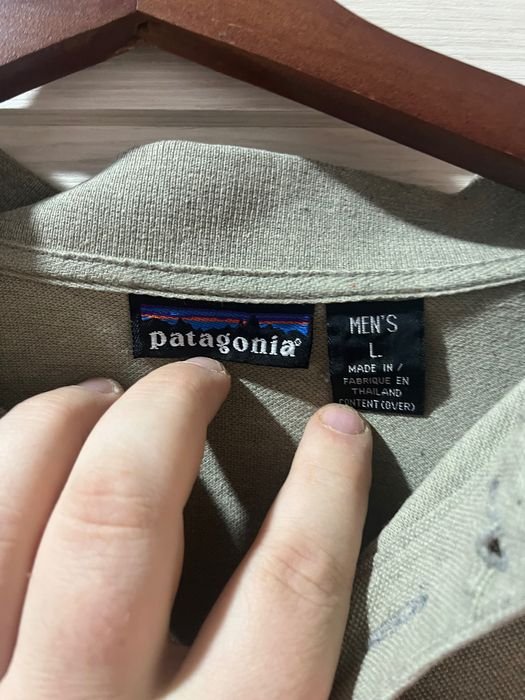 patagonia®
MEN'S
L.
MADE IN /
FABRIQUE EN
THAILAND
CONTENT (OVER)